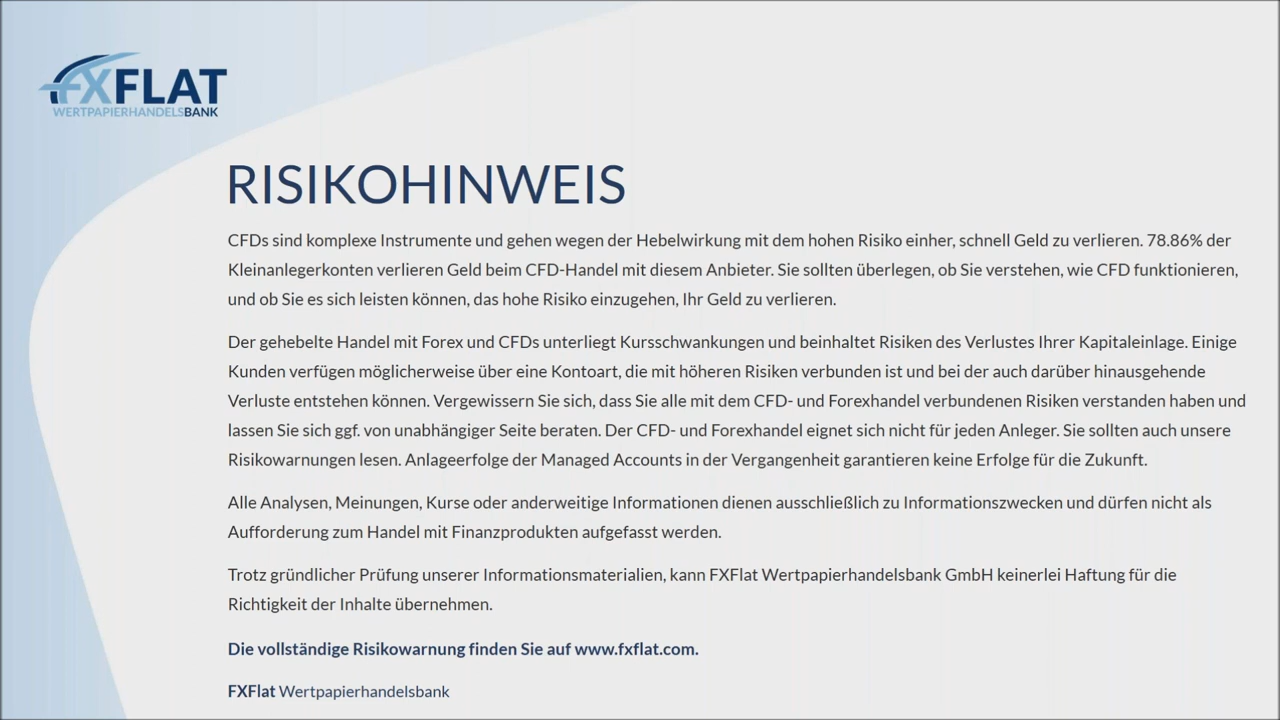 FXFLAT
WERTPAPIERHANDELSBANK
RISIKOHINWEIS
CFDs sind komplexe Instrumente und gehen wegen der Hebelwirkung mit dem hohen Risiko einher, schnell Geld zu verlieren. 78.86% der
Kleinanlegerkonten verlieren Geld beim CFD-Handel mit diesem Anbieter. Sie sollten überlegen, ob Sie verstehen, wie CFD funktionieren,
und ob Sie es sich leisten können, das hohe Risiko einzugehen, Ihr Geld zu verlieren.
Der gehebelte Handel mit Forex und CFDs unterliegt Kursschwankungen und beinhaltet Risiken des Verlustes Ihrer Kapitaleinlage. Einige
Kunden verfügen möglicherweise über eine Kontoart, die mit höheren Risiken verbunden ist und bei der auch darüber hinausgehende
Verluste entstehen können. Vergewissern Sie sich, dass Sie alle mit dem CFD- und Forexhandel verbundenen Risiken verstanden haben und
lassen Sie sich ggf. von unabhängiger Seite beraten. Der CFD- und Forexhandel eignet sich nicht für jeden Anleger. Sie sollten auch unsere
Risikowarnungen lesen. Anlageerfolge der Managed Accounts in der Vergangenheit garantieren keine Erfolge für die Zukunft.
Alle Analysen, Meinungen, Kurse oder anderweitige Informationen dienen ausschließlich zu Informationszwecken und dürfen nicht als
Aufforderung zum Handel mit Finanzprodukten aufgefasst werden.
Trotz gründlicher Prüfung unserer Informationsmaterialien, kann FXFlat Wertpapierhandelsbank GmbH keinerlei Haftung für die
Richtigkeit der Inhalte übernehmen.
Die vollständige Risikowarnung finden Sie auf www.fxflat.com.
FXFlat Wertpapierhandelsbank